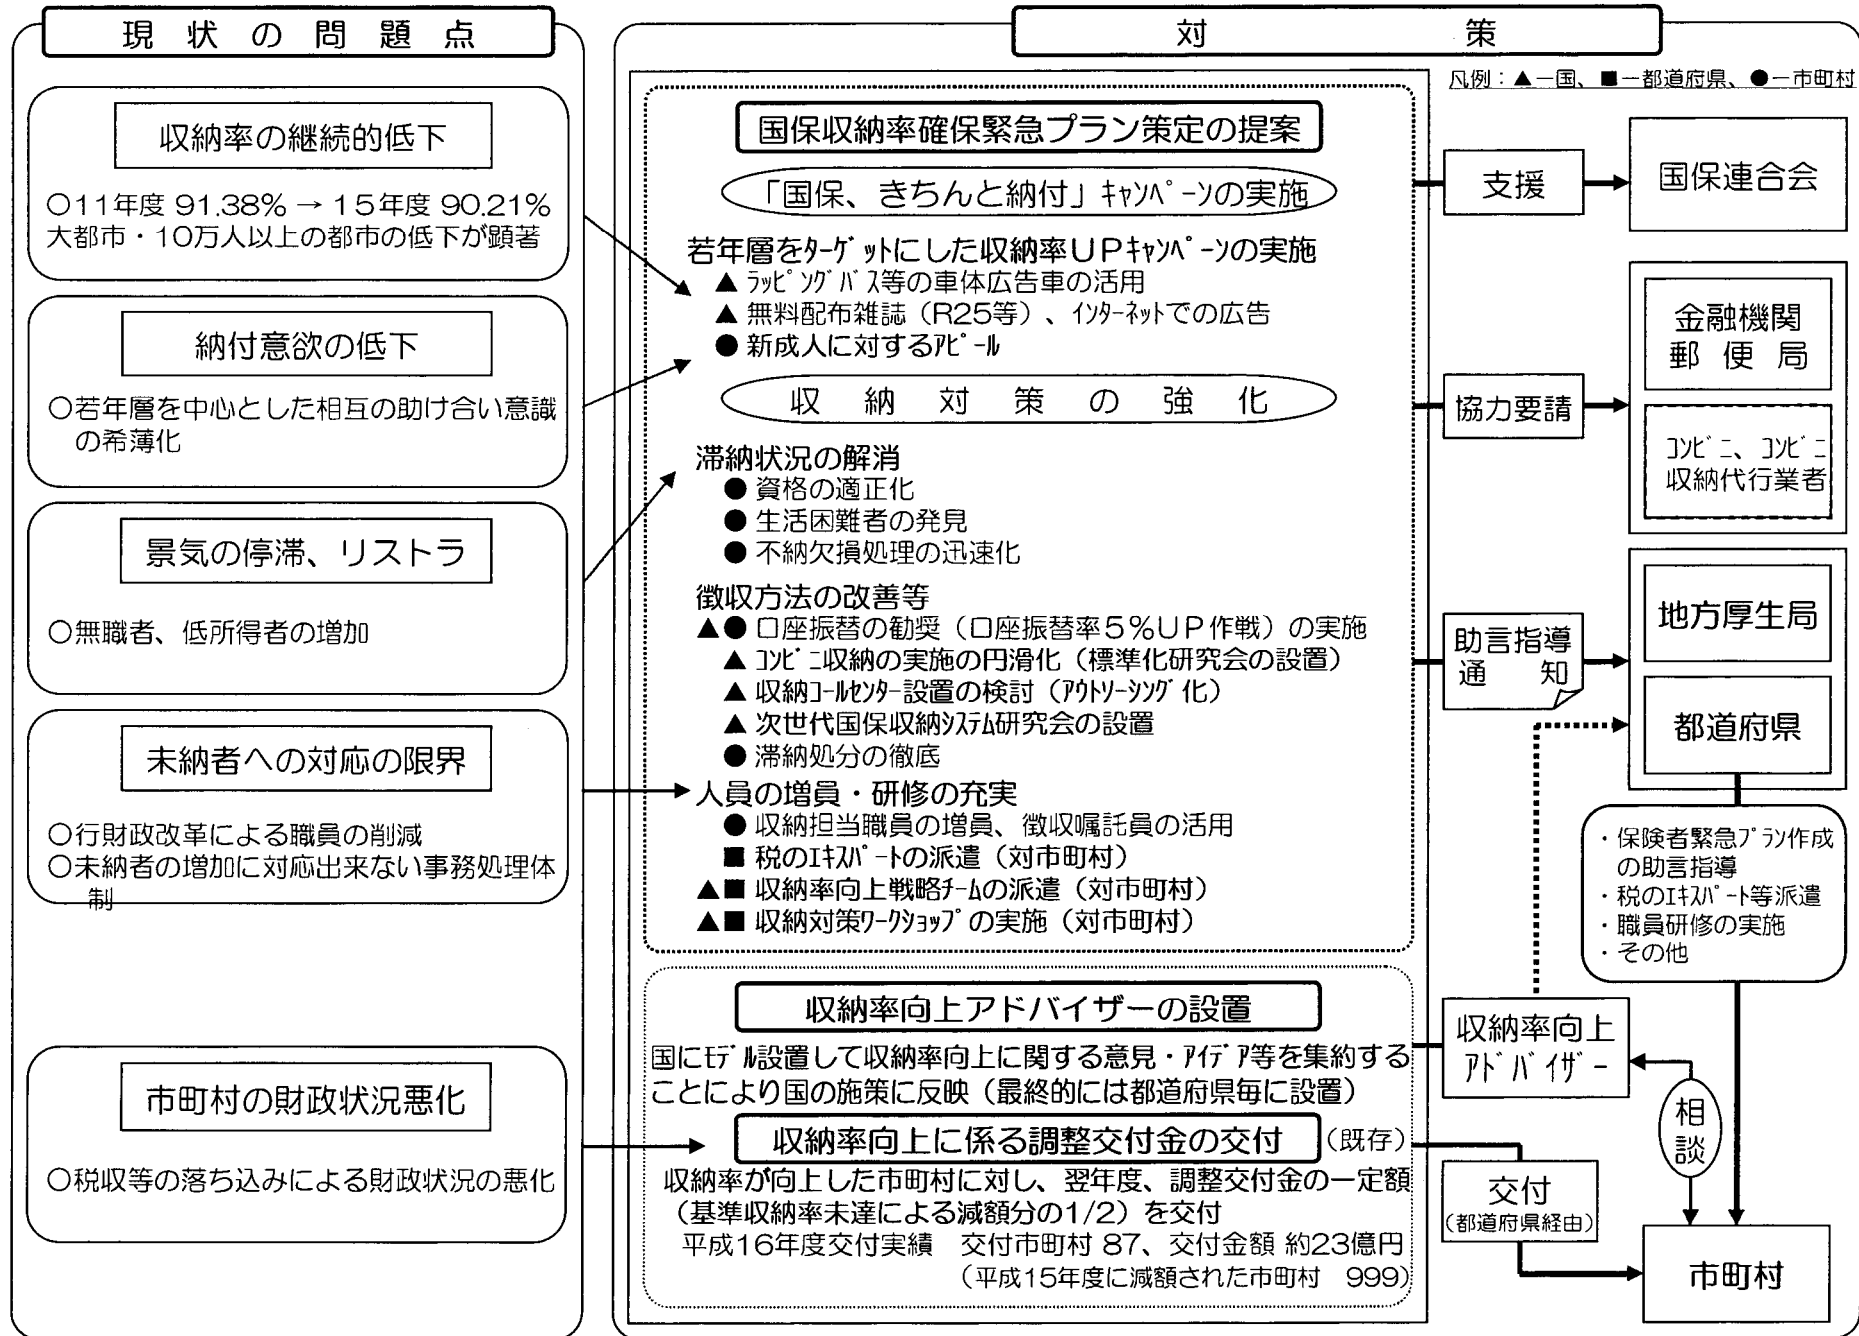 現状の問題点
収納率の継続的低下
○11年度 91.38% → 15年度 90.21%
大都市・10万人以上の都市の低下が顕著
納付意欲の低下
○若年層を中心とした相互の助け合い意識
の希薄化
景気の停滞、リストラ
○無職者、低所得者の増加
未納者への対応の限界
○行財政改革による職員の削減
○未納者の増加に対応出来ない事務処理体
制
市町村の財政状況悪化
○税収等の落ち込みによる財政状況の悪化
対策
凡例：▲－国、■－都道府県、●－市町村
国保収納率確保緊急プラン策定の提案
「国保、きちんと納付」ｷｬﾝﾍﾟｰﾝの実施
若年層をﾀｰｹﾞｯﾄにした収納率ＵＰｷｬﾝﾍﾟｰﾝの実施
▲ ﾗｯﾋﾟﾝｸﾞﾊﾞｽ等の車体広告車の活用
▲ 無料配布雑誌（R25等）、ｲﾝﾀｰﾈｯﾄでの広告
● 新成人に対するｱﾋﾟｰﾙ
収納対策の強化
滞納状況の解消
● 資格の適正化
● 生活困難者の発見
● 不納欠損処理の迅速化
徴収方法の改善等
▲● 口座振替の勧奨（口座振替率５％ＵＰ作戦）の実施
▲ ｺﾝﾋﾞﾆ収納の実施の円滑化（標準化研究会の設置）
▲ 収納ｺｰﾙｾﾝﾀｰ設置の検討（ｱｳﾄﾘｰｼﾝｸﾞ化）
▲ 次世代国保収納ｼｽﾃﾑ研究会の設置
● 滞納処分の徹底
人員の増員・研修の充実
● 収納担当職員の増員、徴収嘱託員の活用
■ 税のｴｷｽﾊﾟｰﾄの派遣（対市町村）
▲■ 収納率向上戦略ﾁｰﾑの派遣（対市町村）
▲■ 収納対策ﾜｰｸｼｮｯﾌﾟの実施（対市町村）
収納率向上アドバイザーの設置
国にﾓﾃﾞﾙ設置して収納率向上に関する意見・ｱｲﾃﾞｱ等を集約する
ことにより国の施策に反映（最終的には都道府県毎に設置）
収納率向上に係る調整交付金の交付（既存）
収納率が向上した市町村に対し、翌年度、調整交付金の一定額
（基準収納率未達による減額分の1/2）を交付
平成16年度交付実績　交付市町村 87、交付金額 約23億円
（平成15年度に減額された市町村　999）
支援
国保連合会
協力要請
金融機関
郵便局
ｺﾝﾋﾞﾆ、ｺﾝﾋﾞﾆ
収納代行業者
助言指導
通知
地方厚生局
都道府県
・保険者緊急ﾌﾟﾗﾝ作成
の助言指導
・税のｴｷｽﾊﾟｰﾄ等派遣
・職員研修の実施
・その他
収納率向上
ｱﾄﾞﾊﾞｲｻﾞｰ
相談
交付
（都道府県経由）
市町村